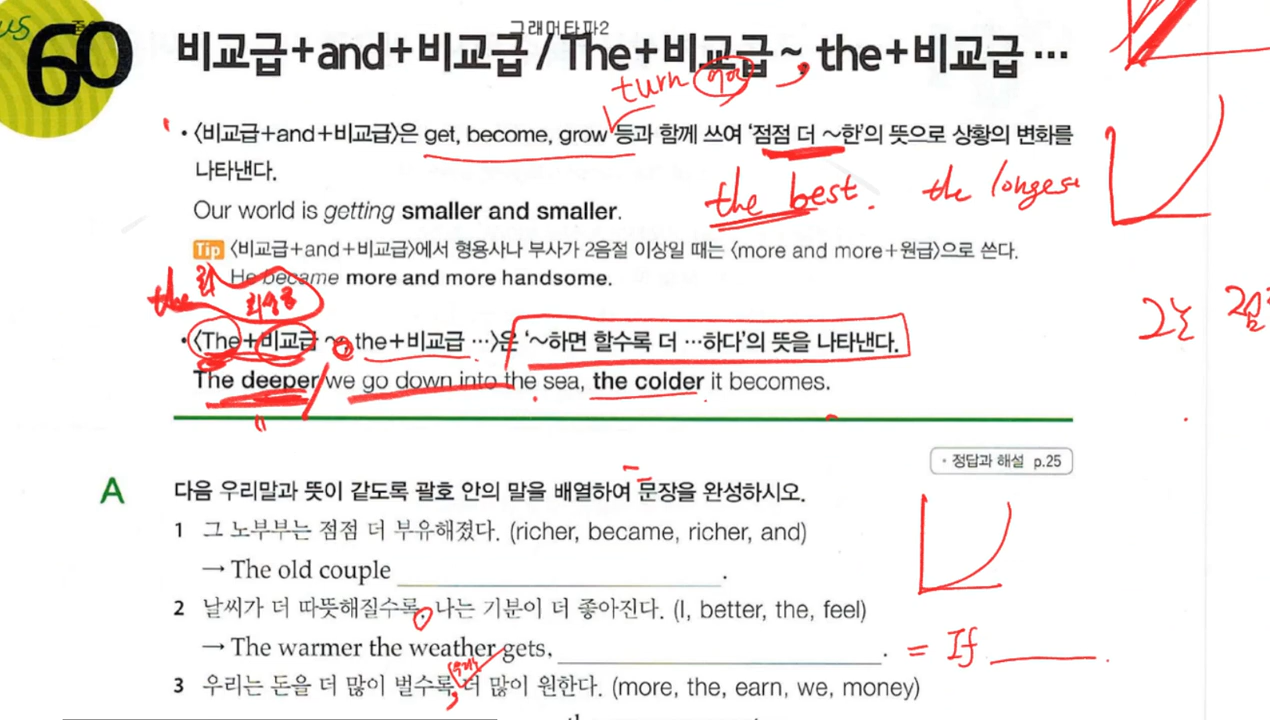 그래머타파2
60 비교급+and+비교급 / The+비교급~, the+비교급 …
turn
• 〈비교급+and+비교급〉은 get, become, grow 등과 함께 쓰여 '점점 더 ~한'의 뜻으로 상황의 변화를
나타낸다.
the best. the longest
Our world is getting smaller and smaller.
Tip 〈비교급+and+비교급〉에서 형용사나 부사가 2음절 이상일 때는 〈more and more+원급〉으로 쓴다.
He became more and more handsome.
the 최상급
그는
• 〈The+비교급 ~, the+비교급 …〉은 '~하면 할수록 더 …하다'의 뜻을 나타낸다.
The deeper we go down into the sea, the colder it becomes.
• 정답과 해설 p.25
A 다음 우리말과 뜻이 같도록 괄호 안의 말을 배열하여 문장을 완성하시오.
1 그 노부부는 점점 더 부유해졌다. (richer, became, richer, and)
→ The old couple ____________________.
2 날씨가 더 따뜻해질수록, 나는 기분이 더 좋아진다. (I, better, the, feel)
→ The warmer the weather gets, ____________________. = If ______.
3 우리는 돈을 더 많이 벌수록, 더 많이 원한다. (more, the, earn, we, money)